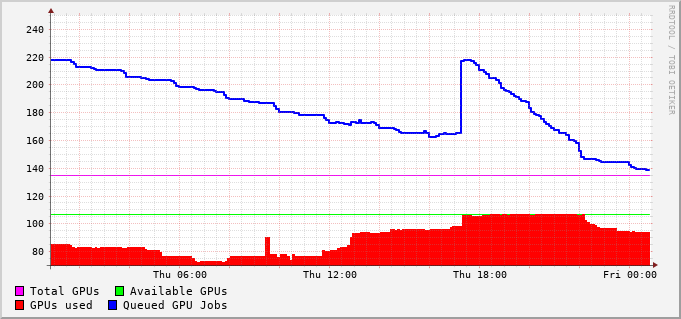 RRDTOOL / TOBI OETIKER
240
220
200
180
160
140
120
100
80
Thu 06:00 Thu 12:00 Thu 18:00 Fri 00:00
Total GPUs Available GPUs
GPUs used Queued GPU Jobs